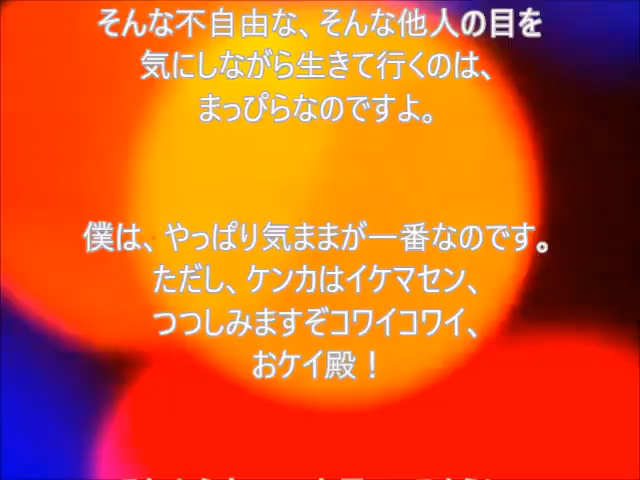 そんな不自由な、そんな他人の目を
気にしながら生きて行くのは、
まっぴらなのですよ。
僕は、やっぱり気ままが一番なのです。
ただし、ケンカはイケマセン、
つつしみますぞコワイコワイ、
おケイ殿！